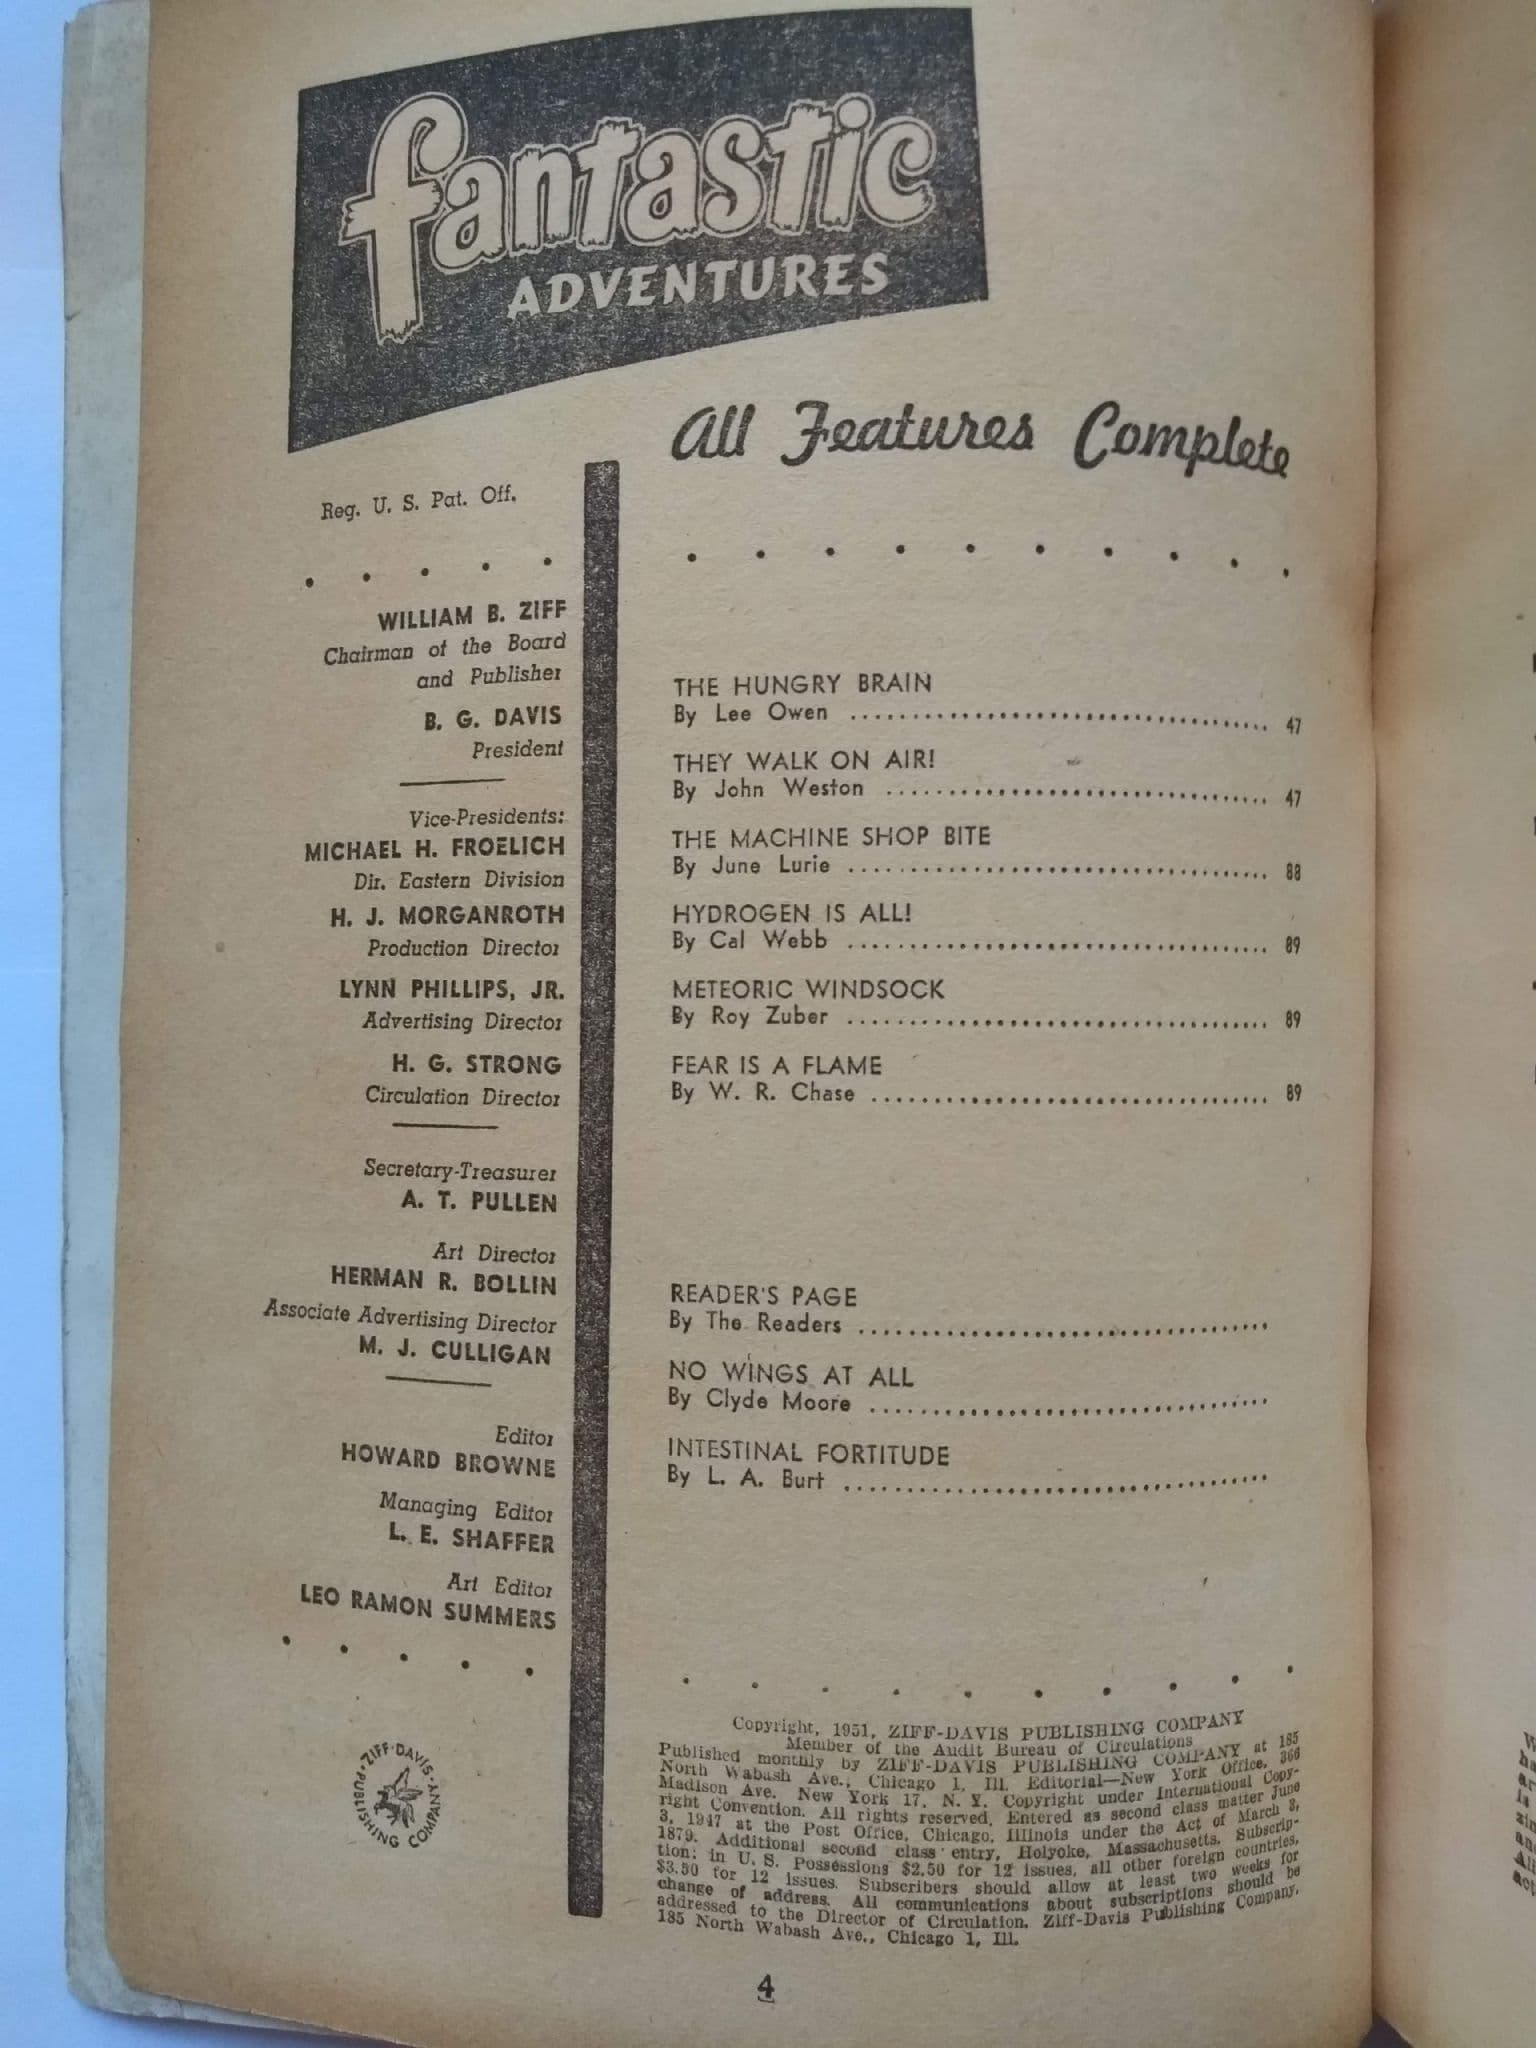 fantastic
ADVENTURES
All Features Complete
Reg. U. S. Pat. Off.
WILLIAM B. ZIFF
Chairman of the Board
and Publisher
B. G. DAVIS
President
Vice-Presidents:
MICHAEL H. FROELICH
Dir. Eastern Division
H. J. MORGANROTH
Production Director
LYNN PHILLIPS, JR.
Advertising Director
H. G. STRONG
Circulation Director
Secretary-Treasurer
A. T. PULLEN
Art Director
HERMAN R. BOLLIN
Associate Advertising Director
M. J. CULLIGAN
Editor
HOWARD BROWNE
Managing Editor
L. E. SHAFFER
Art Editor
LEO RAMON SUMMERS
ZIFF-DAVIS PUBLISHING COMPANY
THE HUNGRY BRAIN
By Lee Owen 47
THEY WALK ON AIR!
By John Weston 47
THE MACHINE SHOP BITE
By June Lurie 88
HYDROGEN IS ALL!
By Cal Webb 89
METEORIC WINDSOCK
By Roy Zuber 89
FEAR IS A FLAME
By W. R. Chase 89
READER'S PAGE
By The Readers
NO WINGS AT ALL
By Clyde Moore
INTESTINAL FORTITUDE
By L. A. Burt
Copyright, 1951, ZIFF-DAVIS PUBLISHING COMPANY
Member of the Audit Bureau of Circulations
Published monthly by ZIFF-DAVIS PUBLISHING COMPANY at 185
North Wabash Ave., Chicago 1, Ill. Editorial—New York Office, 366
Madison Ave. New York 17, N. Y. Copyright under International Copy-
right Convention. All rights reserved. Entered as second class matter June
3, 1947 at the Post Office, Chicago, Illinois under the Act of March 3,
1879. Additional second class entry, Holyoke, Massachusetts. Subscrip-
tion: in U. S. Possessions $2.50 for 12 issues, all other foreign countries,
$3.50 for 12 issues. Subscribers should allow at least two weeks for
change of address. All communications about subscriptions should be
addressed to the Director of Circulation. Ziff-Davis Publishing Company,
185 North Wabash Ave., Chicago 1, Ill.
4